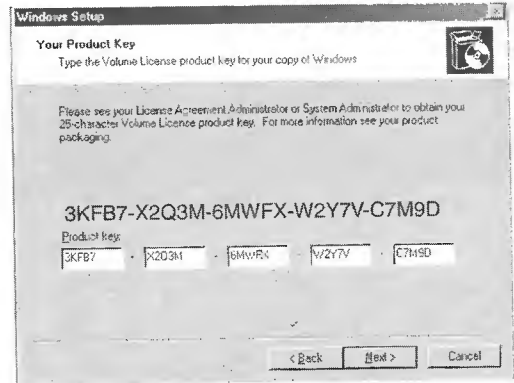 Windows Setup
Your Product Key
Type the Volume License product key for your copy of Windows
Please see your License Agreement Administrator or System Administrator to obtain your
25-character Volume License product key. For more information see your product
packaging.
3KFB7-X2Q3M-6MWFX-W2Y7V-C7M9D
Product key:
3KFB7 - X2Q3M - 6MWFX - W2Y7V - C7M9D
< Back Next > Cancel